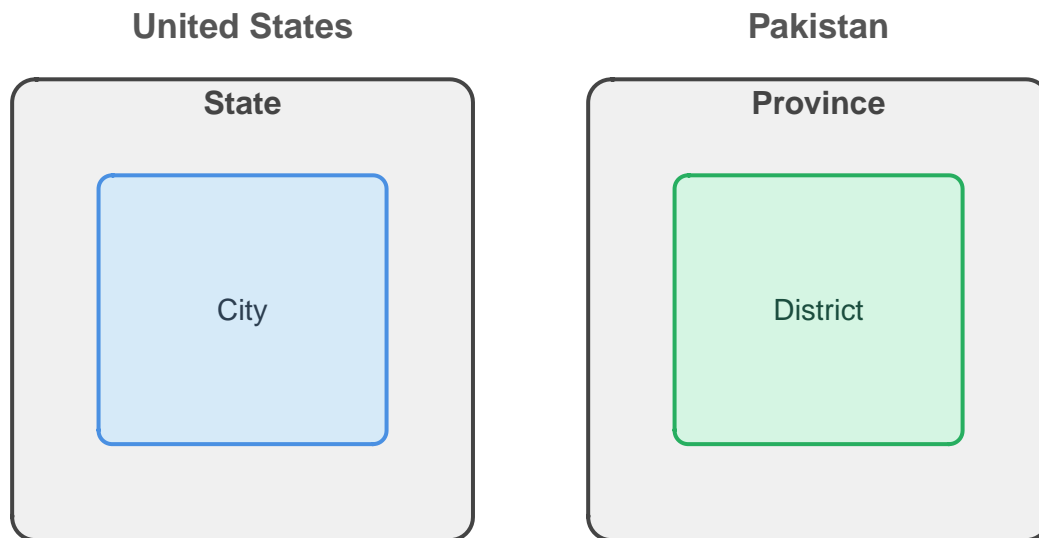 United States
Pakistan
State
Province
City
District